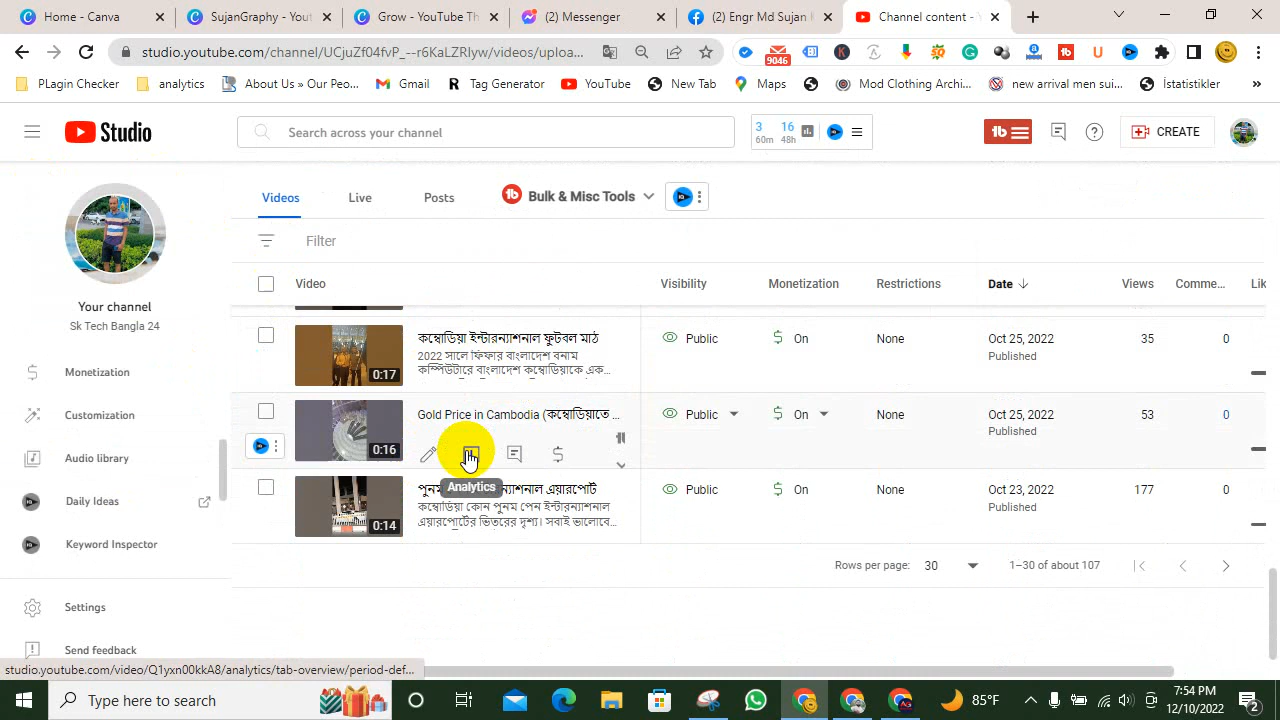 Home - Canva
SujanGraphy - YouTub
Grow - YouTube Th
(2) Messenger
(2) Engr Md Sujan
Channel content -
studio.youtube.com/channel/UCjuZf04fvP_--r6KaLZRIyw/videos/uploa...
9046
PLagin Checker
analytics
About Us » Our Peo...
Gmail
Tag Generator
YouTube
New Tab
Maps
Mod Clothing Archi...
new arrival men sui...
İstatistikler
Studio
Search across your channel
3 16
60m 48h
CREATE
Videos
Live
Posts
Bulk & Misc Tools
Filter
Video
Visibility
Monetization
Restrictions
Date
Views
Comme...
Lik
Your channel
Sk Tech Bangla 24
Monetization
Customization
Audio library
Daily Ideas
Keyword Inspector
Settings
Send feedback
0:17
কম্বোডিয়া ইন্টারন্যাশনাল ফুটবল মাঠ
2022 সালে ফিফার বাংলাদেশ বনাম
কম্পিউটারে বাংলাদেশ কম্বোডিয়াকে এক...
Public
On
None
Oct 25, 2022
Published
35
0
0:16
Gold Price in Cambodia (কম্বোডিয়াতে ...
Public
On
None
Oct 25, 2022
Published
53
0
Analytics
0:14
এয়ারপোর্ট
কম্বোডিয়া কোন পুনম পেন ইন্টারন্যাশনাল
এয়ারপোর্টের ভিতরের দৃশ্য। সবাই ভালোবে...
Public
On
None
Oct 23, 2022
Published
177
0
Rows per page: 30
1–30 of about 107
studio.youtube.com/video/Q1yxn00kkA8/analytics/tab-overview/period-def...
Type here to search
85°F
7:54 PM
12/10/2022
2